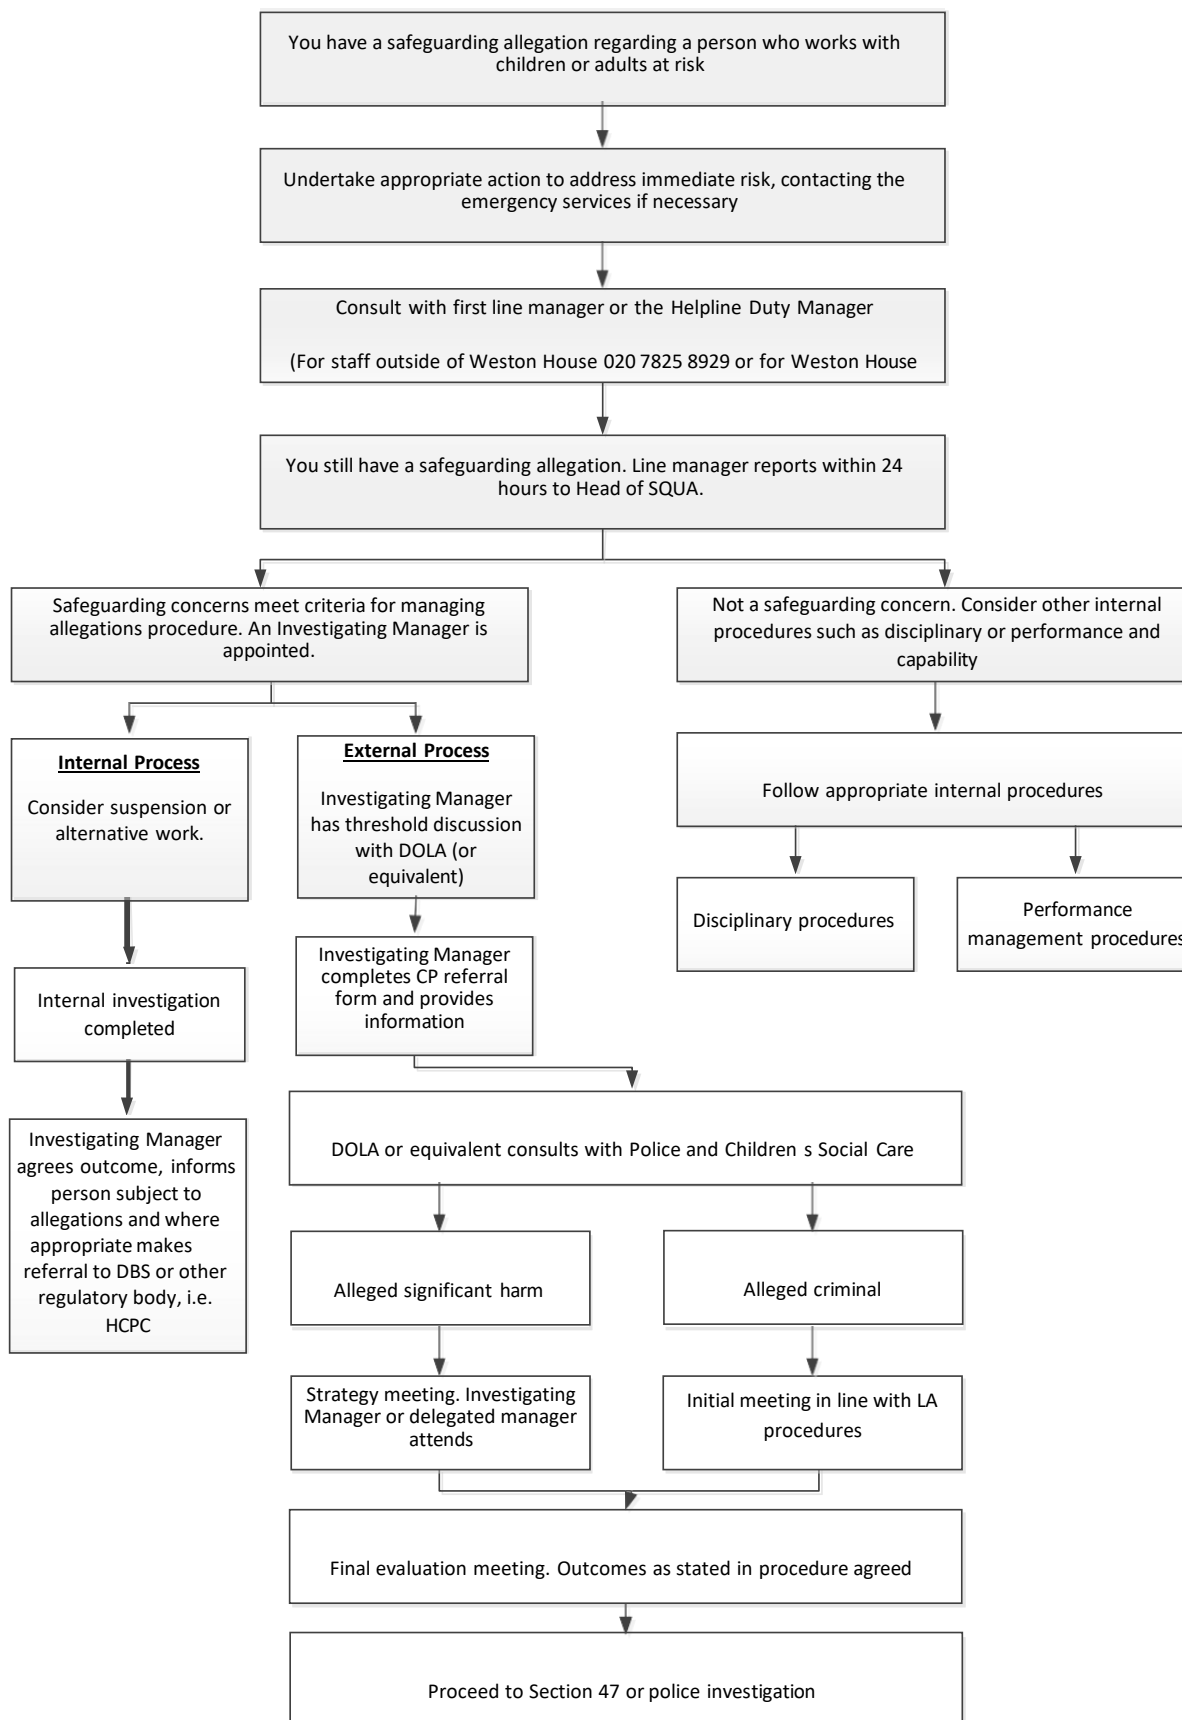 You have a safeguarding allegation regarding a person who works with
children or adults at risk
Undertake appropriate action to address immediate risk, contacting the
emergency services if necessary
Consult with first line manager or the Helpline Duty Manager
(For staff outside of Weston House 020 7825 8929 or for Weston House
You still have a safeguarding allegation. Line manager reports within 24
hours to Head of SQUA.
Safeguarding concerns meet criteria for managing
allegations procedure. An Investigating Manager is
appointed.
Not a safeguarding concern. Consider other internal
procedures such as disciplinary or performance and
capability
Internal Process
Consider suspension or
alternative work.
External Process
Investigating Manager
has threshold discussion
with DOLA (or
equivalent)
Follow appropriate internal procedures
Disciplinary procedures
Performance
management procedures
Internal investigation
completed
Investigating Manager
completes CP referral
form and provides
information
Investigating Manager
agrees outcome, informs
person subject to
allegations and where
appropriate makes
referral to DBS or other
regulatory body, i.e.
HCPC
DOLA or equivalent consults with Police and Children s Social Care
Alleged significant harm
Alleged criminal
Strategy meeting. Investigating
Manager or delegated manager
attends
Initial meeting in line with LA
procedures
Final evaluation meeting. Outcomes as stated in procedure agreed
Proceed to Section 47 or police investigation